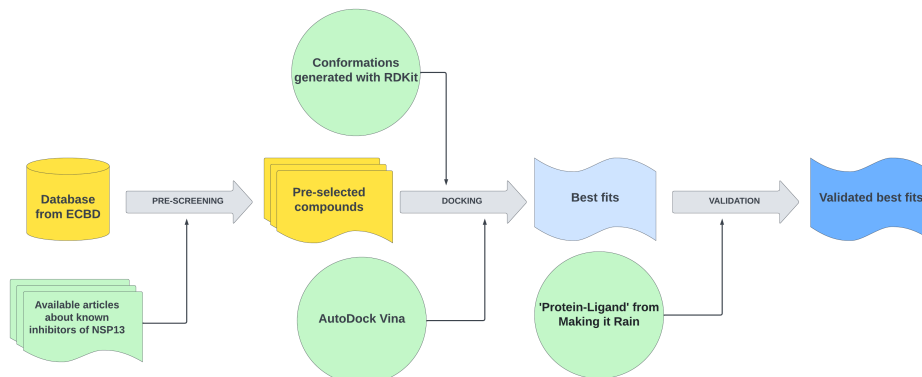 Conformations
generated with RDKit
Database
from ECBD
PRE-SCREENING
Pre-selected
compounds
DOCKING
Best fits
VALIDATION
Validated best fits
Available articles
about known
inhibitors of NSP13
AutoDock Vina
'Protein-Ligand' from
Making it Rain